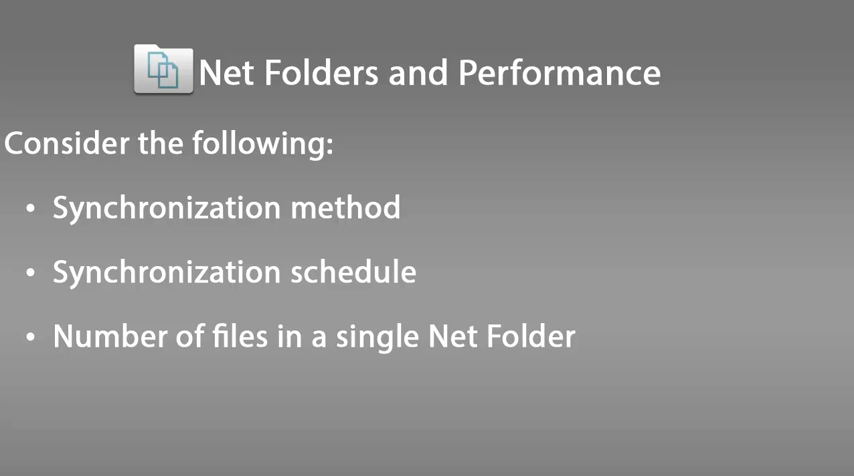 Net Folders and Performance
Consider the following:
• Synchronization method
• Synchronization schedule
• Number of files in a single Net Folder